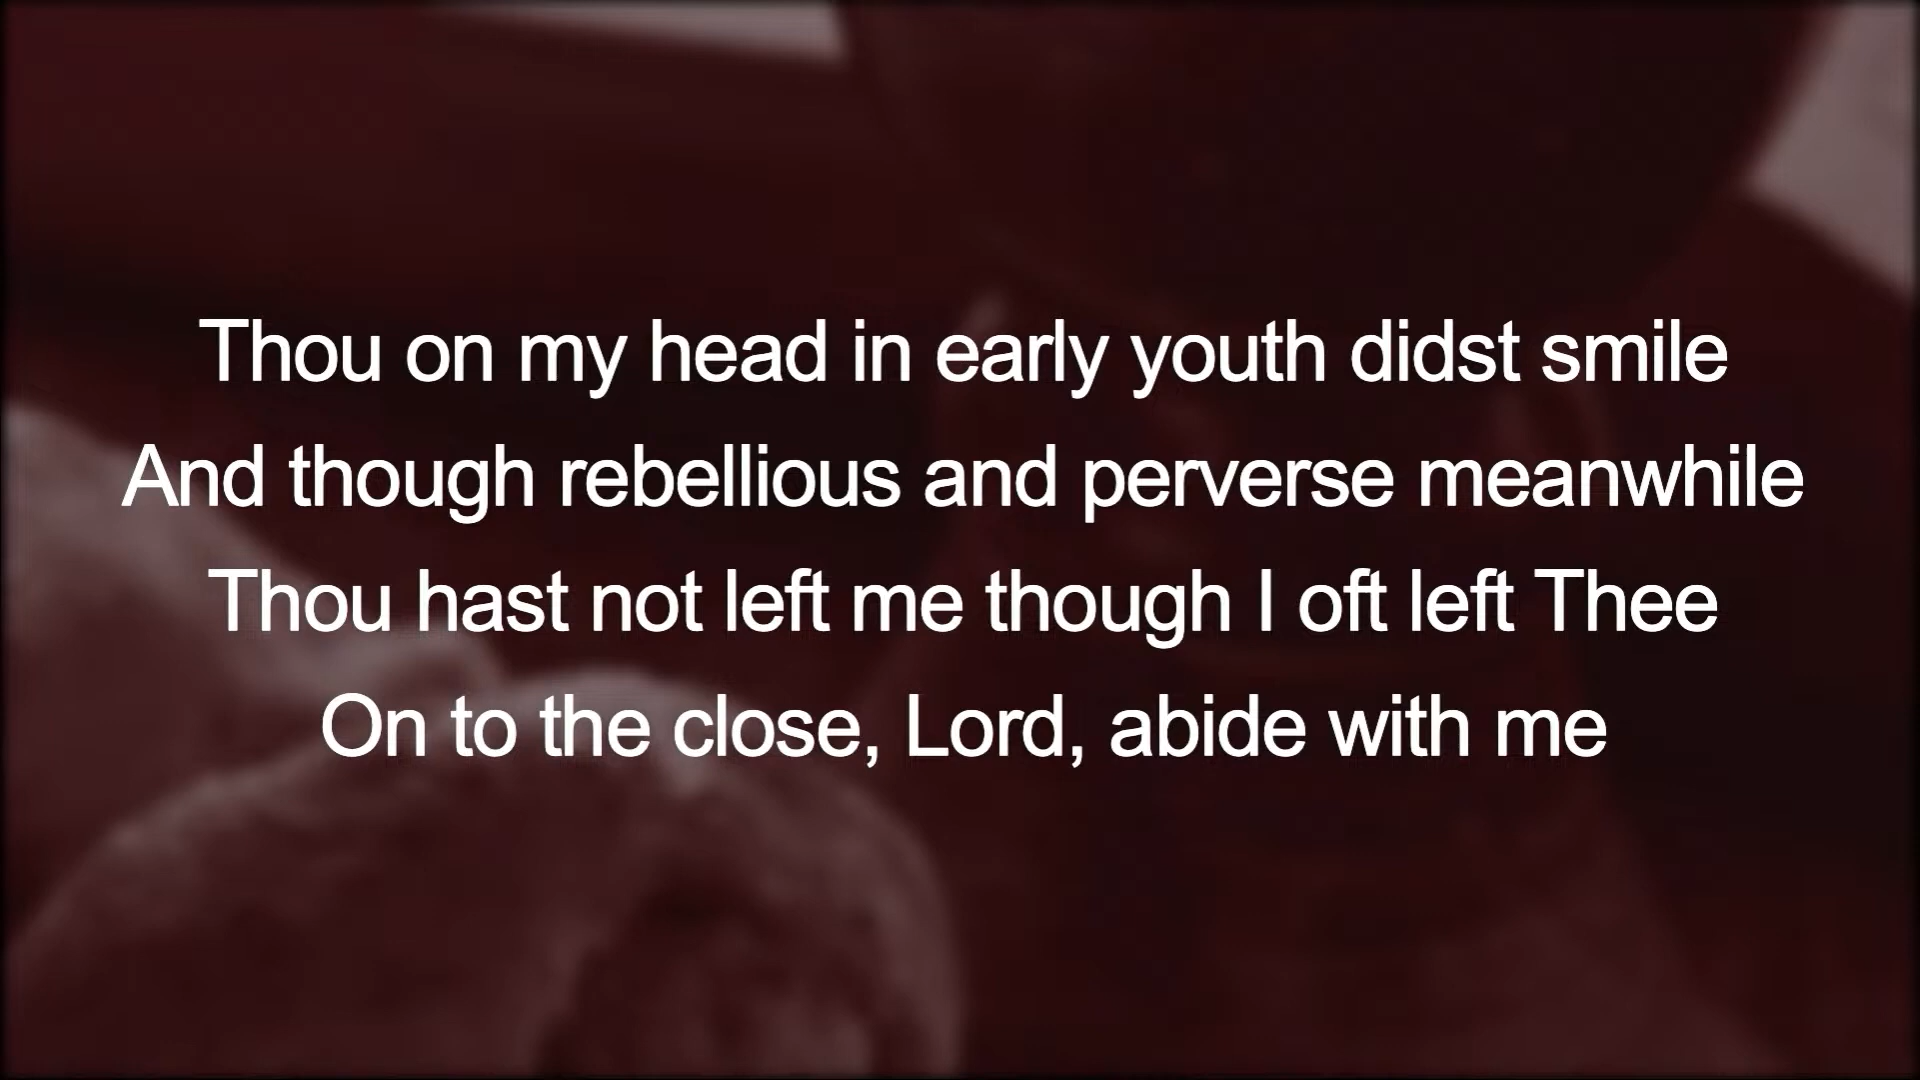 Thou on my head in early youth didst smile
And though rebellious and perverse meanwhile
Thou hast not left me though I oft left Thee
On to the close, Lord, abide with me